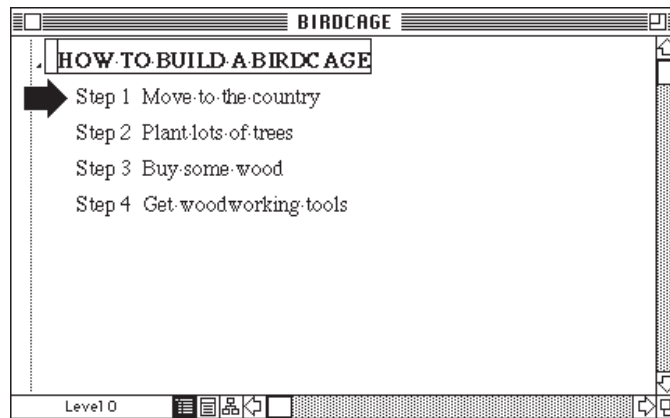 BIRDCAGE
HOW·TO·BUILD·A·BIRDCAGE
Step 1 Move·to·the·country
Step 2 Plant·lots·of·trees
Step 3 Buy·some·wood
Step 4 Get·woodworking·tools
Level 0